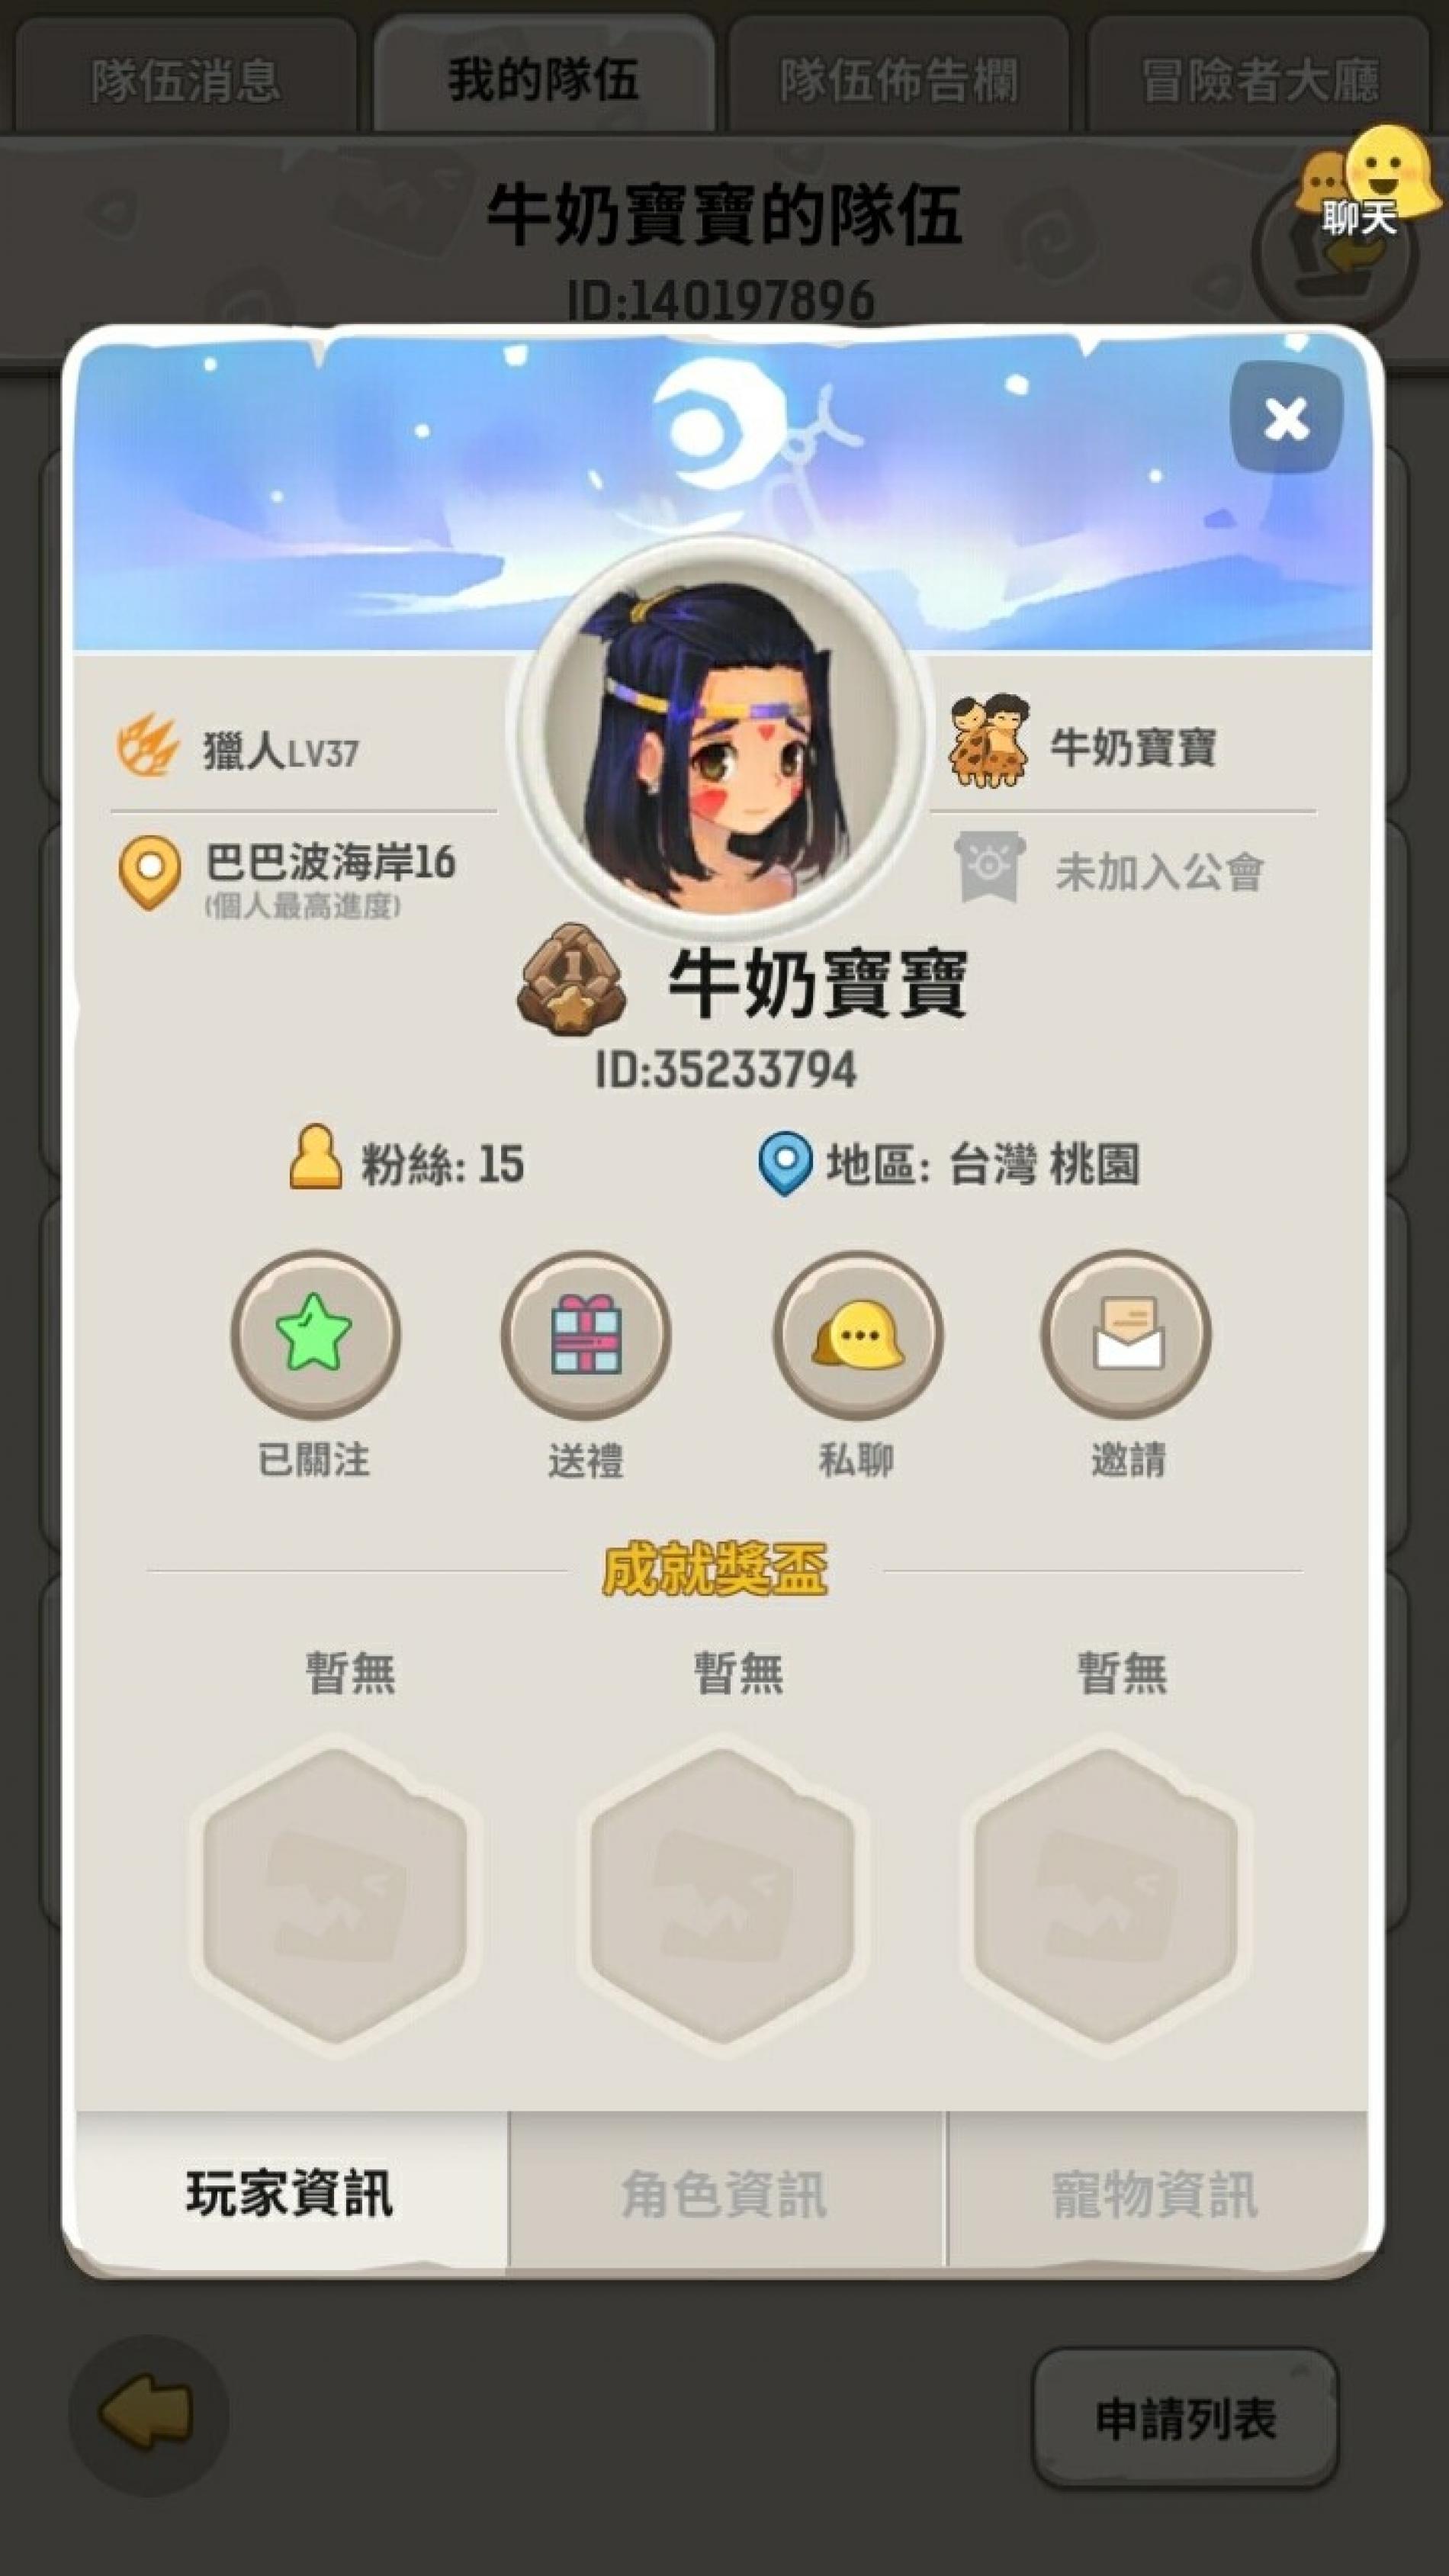 隊伍消息
我的隊伍
隊伍佈告欄
冒險者大廳
聊天
牛奶寶寶的隊伍
ID:140197896
獵人LV37
牛奶寶寶
巴巴波海岸16
(個人最高進度)
未加入公會
1
牛奶寶寶
ID:35233794
粉絲: 15
地區: 台灣 桃園
已關注
送禮
私聊
邀請
成就獎盃
暫無
暫無
暫無
玩家資訊
角色資訊
寵物資訊
申請列表